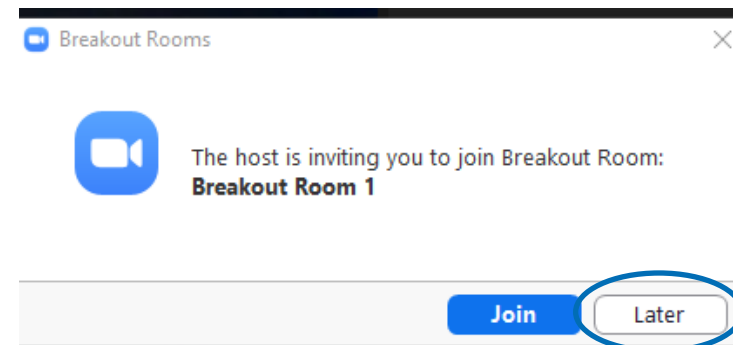 Breakout Rooms
The host is inviting you to join Breakout Room:
Breakout Room 1
Join Later